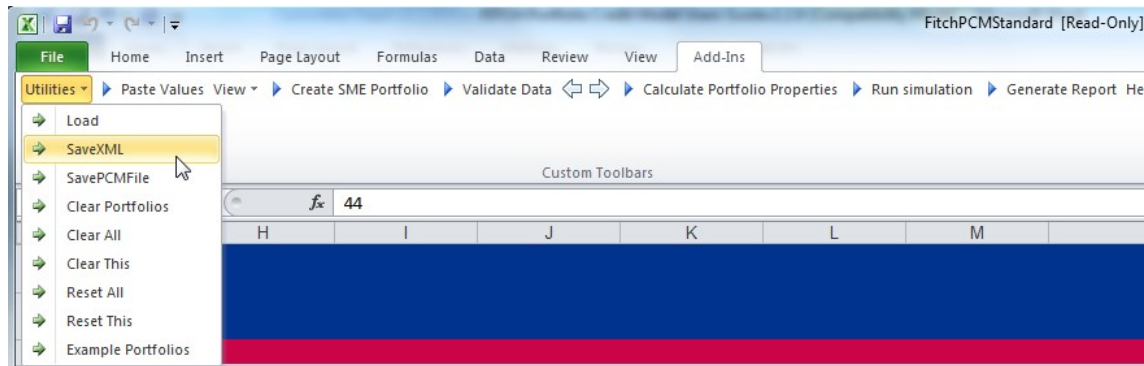 FitchPCMStandard [Read-Only]
File Home Insert Page Layout Formulas Data Review View Add-Ins
Utilities Paste Values View Create SME Portfolio Validate Data Calculate Portfolio Properties Run simulation Generate Report He
Load
SaveXML
SavePCMFile
Custom Toolbars
Clear Portfolios
fx 44
Clear All
H I J K L M
Clear This
Reset All
Reset This
Example Portfolios